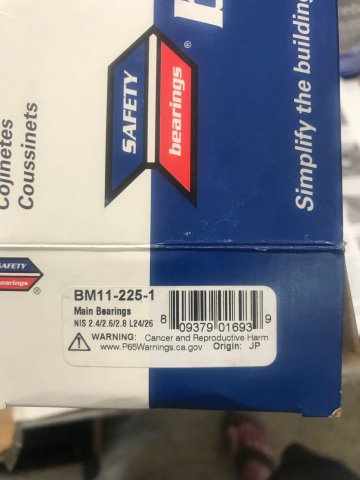 Cojinetes
Coussinets
SAFETY
bearings
®
Simplify the building
SAFETY
bearings
®
BM11-225-1
Main Bearings
NIS 2.4/2.6/2.8 L24/26
8 09379 01693 9
⚠ WARNING: Cancer and Reproductive Harm
www.P65Warnings.ca.gov Origin: JP